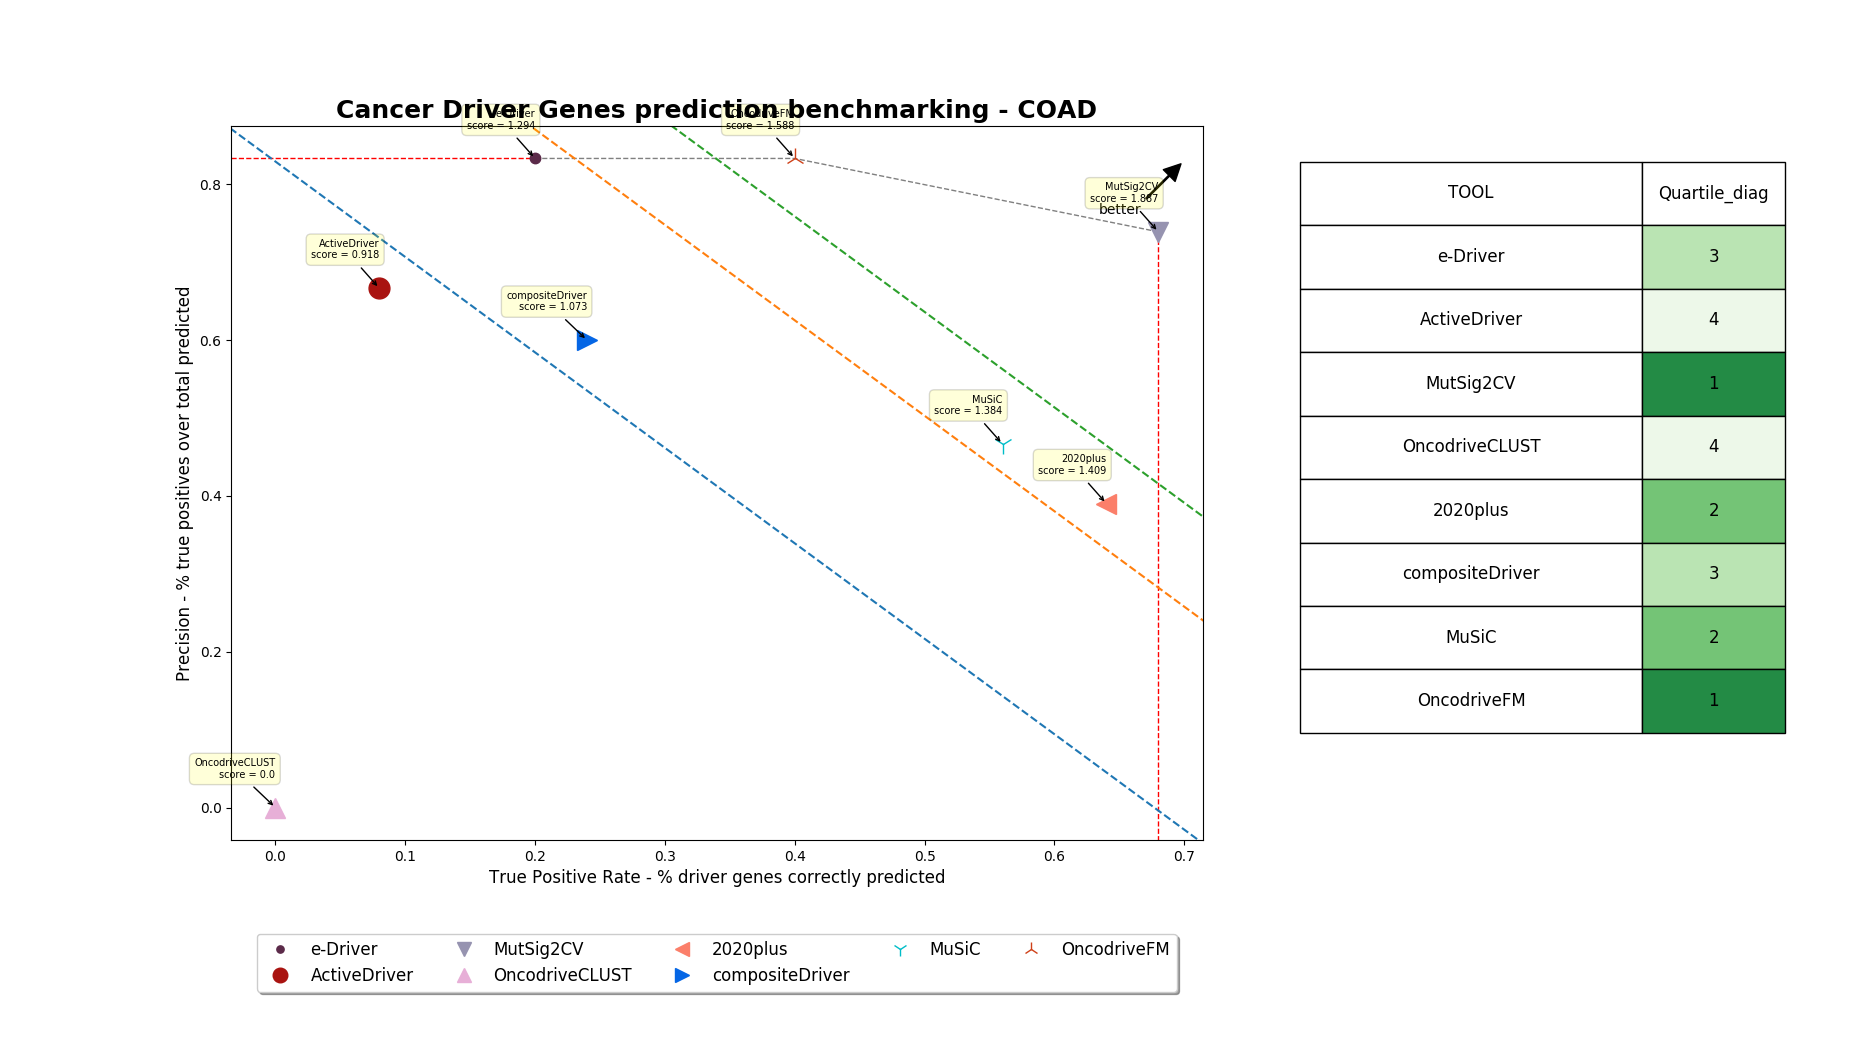 Cancer Driver Genes prediction benchmarking - COAD
e-Driver
score = 1.294
OncodriveFM
score = 1.588
MutSig2CV
score = 1.887
better
ActiveDriver
score = 0.918
compositeDriver
score = 1.073
MuSiC
score = 1.384
2020plus
score = 1.409
OncodriveCLUST
score = 0.0
Precision - % true positives over total predicted
0.8
0.6
0.4
0.2
0.0
0.0 0.1 0.2 0.3 0.4 0.5 0.6 0.7
True Positive Rate - % driver genes correctly predicted
e-Driver MutSig2CV 2020plus MuSiC OncodriveFM
ActiveDriver OncodriveCLUST compositeDriver
TOOL Quartile_diag
e-Driver 3
ActiveDriver 4
MutSig2CV 1
OncodriveCLUST 4
2020plus 2
compositeDriver 3
MuSiC 2
OncodriveFM 1